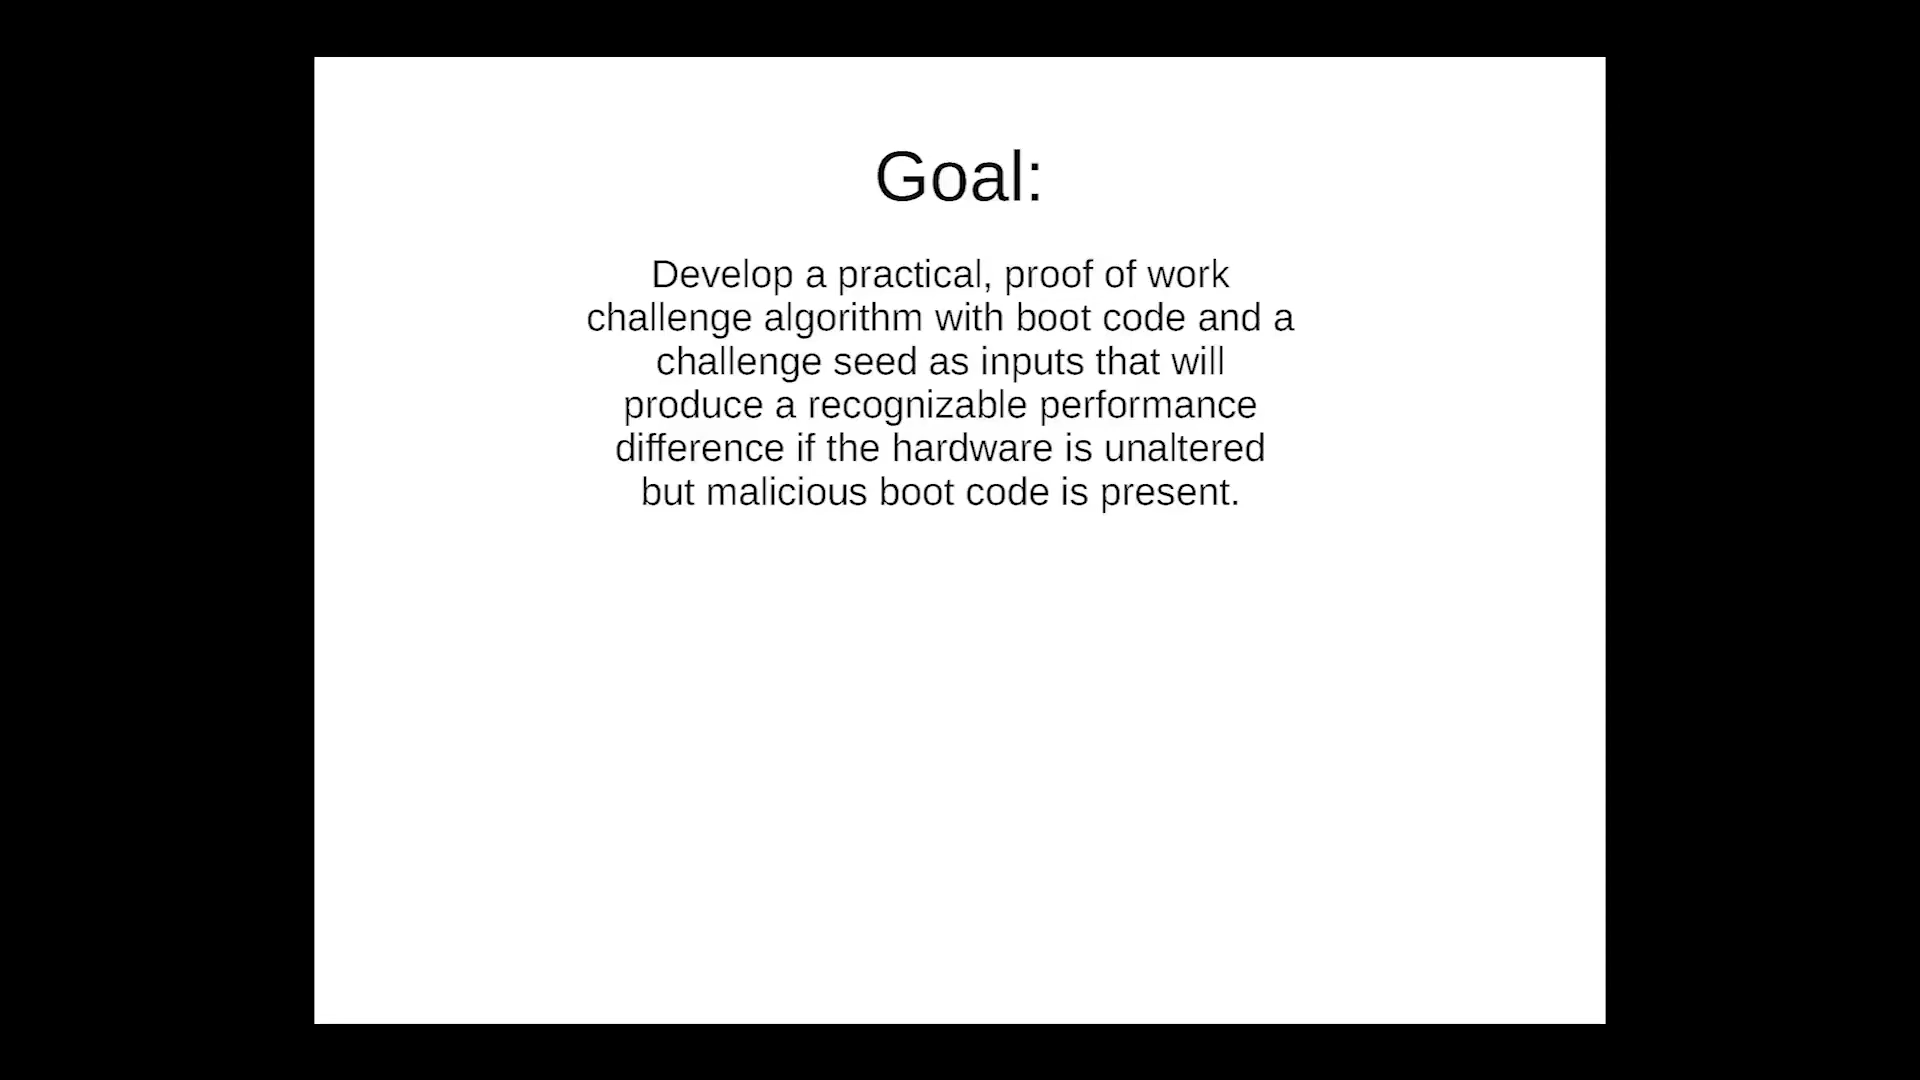 Goal:
Develop a practical, proof of work
challenge algorithm with boot code and a
challenge seed as inputs that will
produce a recognizable performance
difference if the hardware is unaltered
but malicious boot code is present.